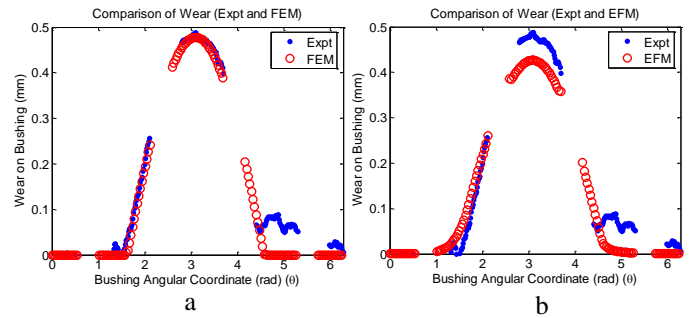 Comparison of Wear (Expt and FEM)
0.5
0.4
0.3
0.2
0.1
0
Wear on Bushing (mm)
Expt
FEM
0 1 2 3 4 5 6
Bushing Angular Coordinate (rad) (θ)
a
Comparison of Wear (Expt and EFM)
0.5
0.4
0.3
0.2
0.1
0
Wear on Bushing (mm)
Expt
EFM
0 1 2 3 4 5 6
Bushing Angular Coordinate (rad) (θ)
b